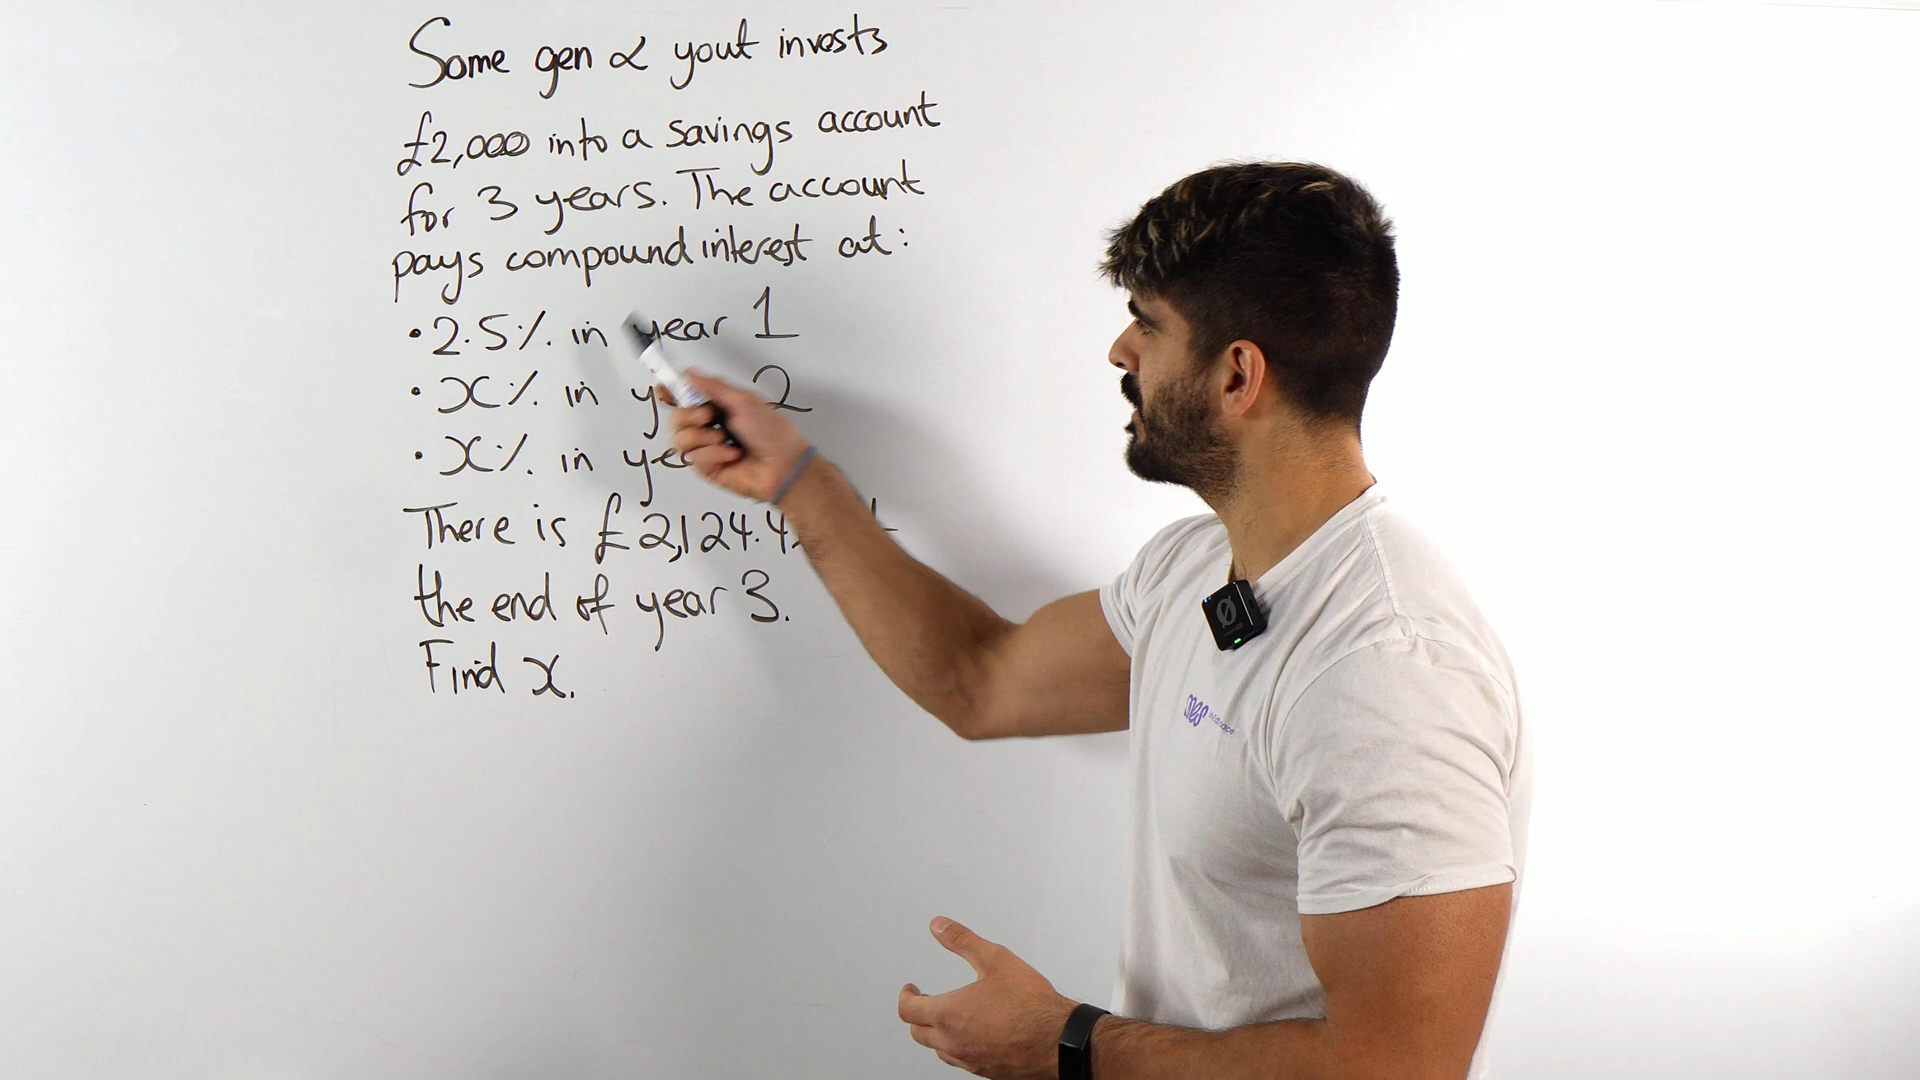 Some gen α yout invests
£2,000 into a savings account
for 3 years. The account
pays compound interest at:
• 2.5% in year 1
• x% in 2
• x% in
There is £2,124.4
the end of year 3.
Find x.